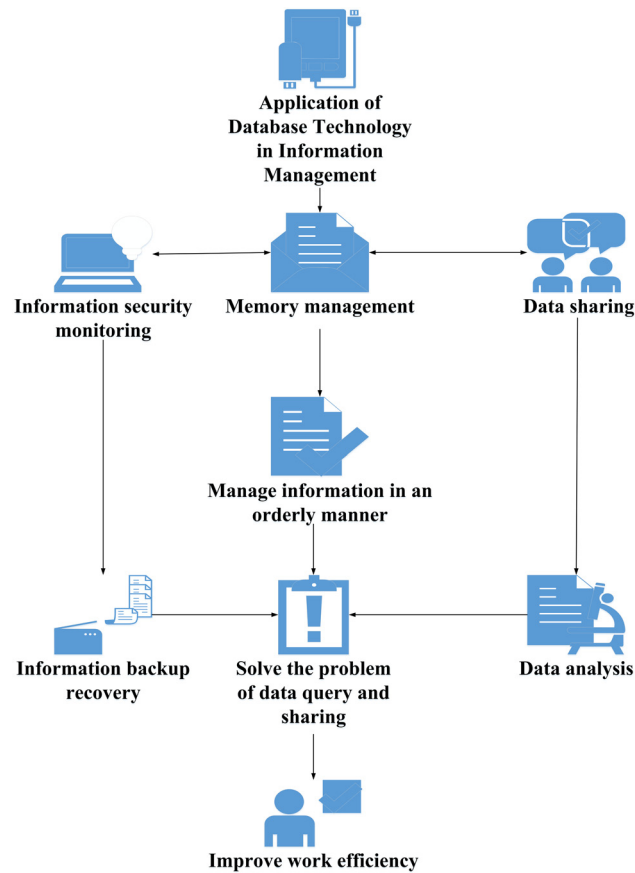 Application of
Database Technology
in Information
Management
Information security
monitoring
Memory management
Data sharing
Manage information in an
orderly manner
Information backup
recovery
Solve the problem
of data query and
sharing
Data analysis
Improve work efficiency